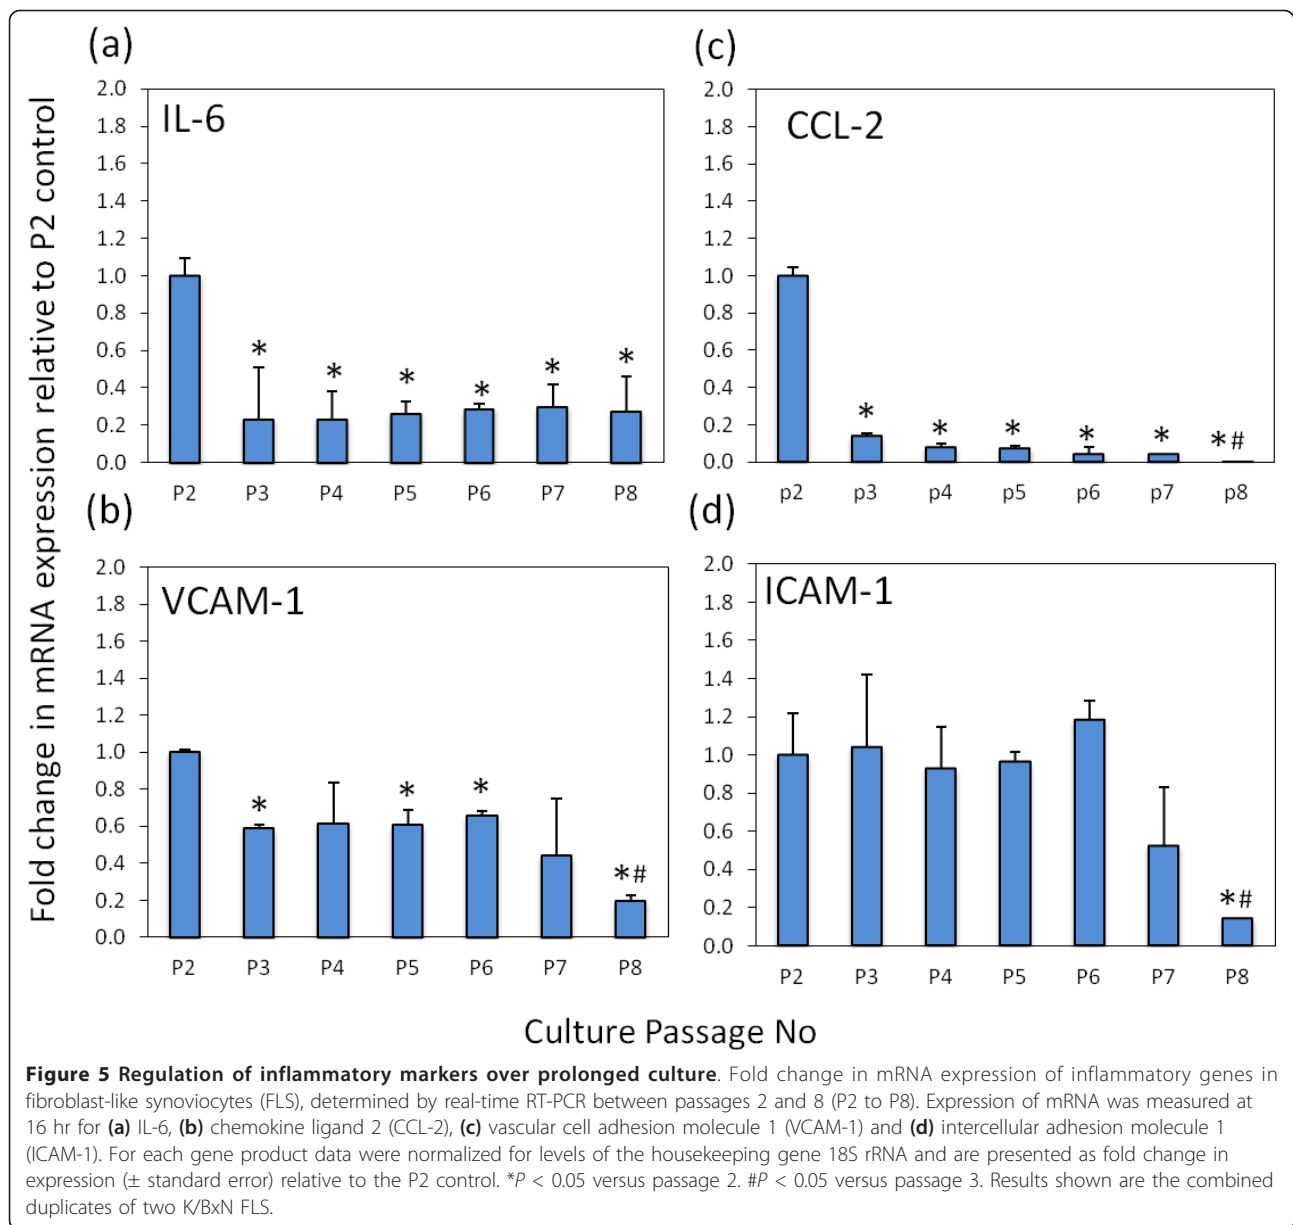 Fold change in mRNA expression relative to P2 control
(a)
2.0
1.8
1.6
1.4
1.2
1.0
0.8
0.6
0.4
0.2
0.0
IL-6
* * * * * *
P2 P3 P4 P5 P6 P7 P8
(c)
2.0
1.8
1.6
1.4
1.2
1.0
0.8
0.6
0.4
0.2
0.0
CCL-2
* * * * * *#
p2 p3 p4 p5 p6 p7 p8
(b)
2.0
1.8
1.6
1.4
1.2
1.0
0.8
0.6
0.4
0.2
0.0
VCAM-1
* * * *#
P2 P3 P4 P5 P6 P7 P8
(d)
2.0
1.8
1.6
1.4
1.2
1.0
0.8
0.6
0.4
0.2
0.0
ICAM-1
*#
P2 P3 P4 P5 P6 P7 P8
Culture Passage No
Figure 5 Regulation of inflammatory markers over prolonged culture. Fold change in mRNA expression of inflammatory genes in
fibroblast-like synoviocytes (FLS), determined by real-time RT-PCR between passages 2 and 8 (P2 to P8). Expression of mRNA was measured at
16 hr for (a) IL-6, (b) chemokine ligand 2 (CCL-2), (c) vascular cell adhesion molecule 1 (VCAM-1) and (d) intercellular adhesion molecule 1
(ICAM-1). For each gene product data were normalized for levels of the housekeeping gene 18S rRNA and are presented as fold change in
expression (± standard error) relative to the P2 control. *P < 0.05 versus passage 2. #P < 0.05 versus passage 3. Results shown are the combined
duplicates of two K/BxN FLS.